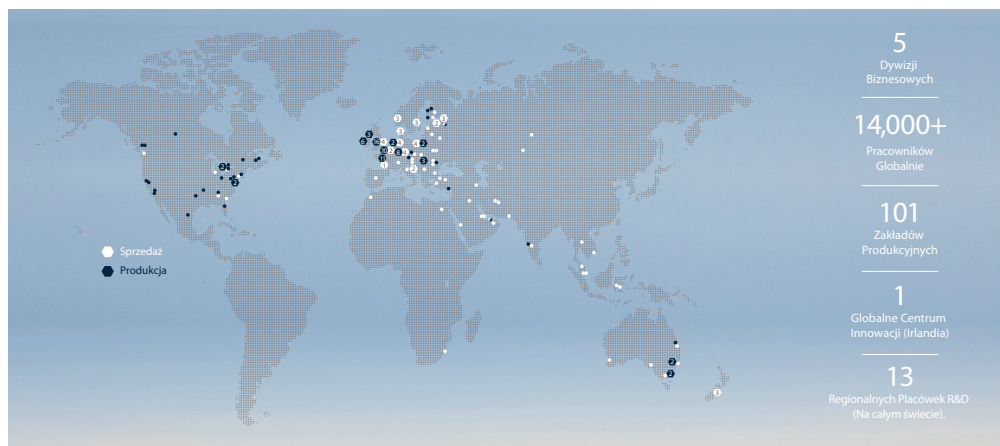 5
Dywizji
Biznesowych
14,000+
Pracowników
Globalnie
101
Zakładów
Produkcyjnych
1
Globalne Centrum
Innowacji (Irlandia)
13
Regionalnych Placówek R&D
(Na całym świecie).
Sprzedaż
Produkcja